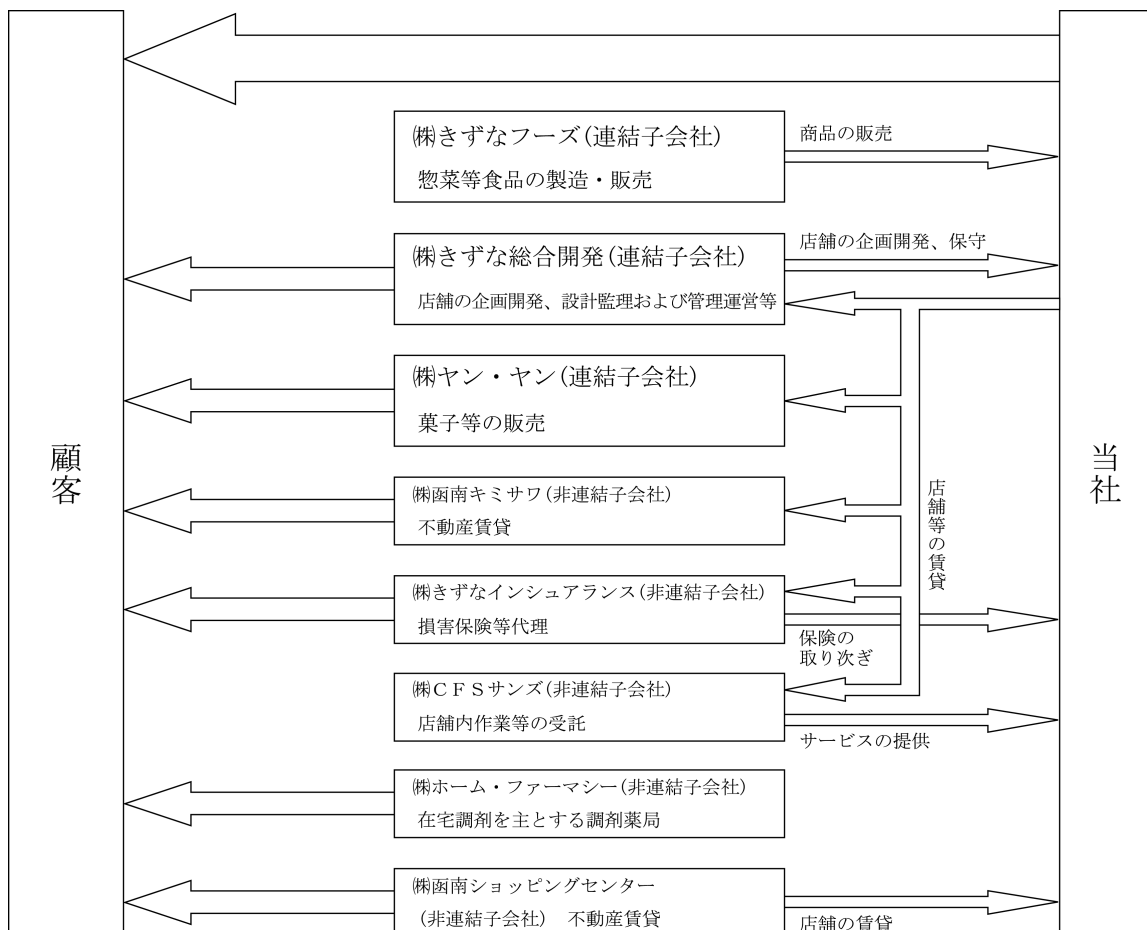 顧客
㈱きずなフーズ(連結子会社)
惣菜等食品の製造・販売
商品の販売
㈱きずな総合開発(連結子会社)
店舗の企画開発、設計監理および管理運営等
店舗の企画開発、保守
㈱ヤン・ヤン(連結子会社)
菓子等の販売
㈱函南キミサワ(非連結子会社)
不動産賃貸
店舗等の賃貸
㈱きずなインシュアランス(非連結子会社)
損害保険等代理
保険の
取り次ぎ
㈱CFSサンズ(非連結子会社)
店舗内作業等の受託
サービスの提供
㈱ホーム・ファーマシー(非連結子会社)
在宅調剤を主とする調剤薬局
㈱函南ショッピングセンター
(非連結子会社) 不動産賃貸
店舗の賃貸
当社